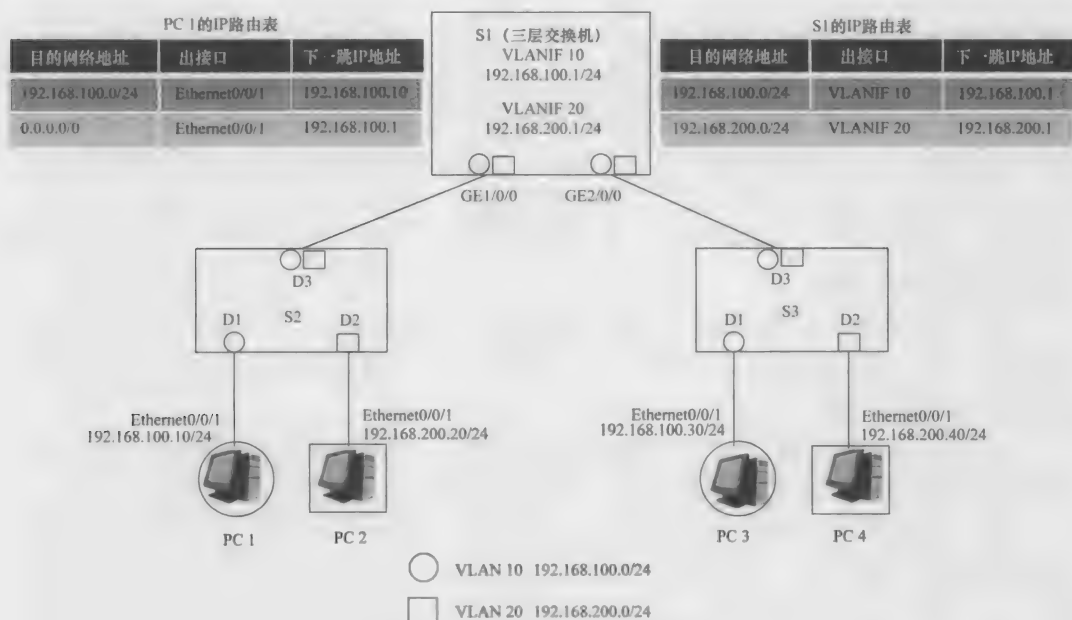 PC 1的IP路由表
目的网络地址 出接口 下一跳IP地址
192.168.100.0/24 Ethernet0/0/1 192.168.100.10
0.0.0.0/0 Ethernet0/0/1 192.168.100.1
S1（三层交换机）
VLANIF 10
192.168.100.1/24
VLANIF 20
192.168.200.1/24
GE1/0/0 GE2/0/0
S1的IP路由表
目的网络地址 出接口 下一跳IP地址
192.168.100.0/24 VLANIF 10 192.168.100.1
192.168.200.0/24 VLANIF 20 192.168.200.1
D3
D1 S2 D2
D3
D1 S3 D2
Ethernet0/0/1
192.168.100.10/24
Ethernet0/0/1
192.168.200.20/24
Ethernet0/0/1
192.168.100.30/24
Ethernet0/0/1
192.168.200.40/24
PC 1 PC 2 PC 3 PC 4
VLAN 10 192.168.100.0/24
VLAN 20 192.168.200.0/24